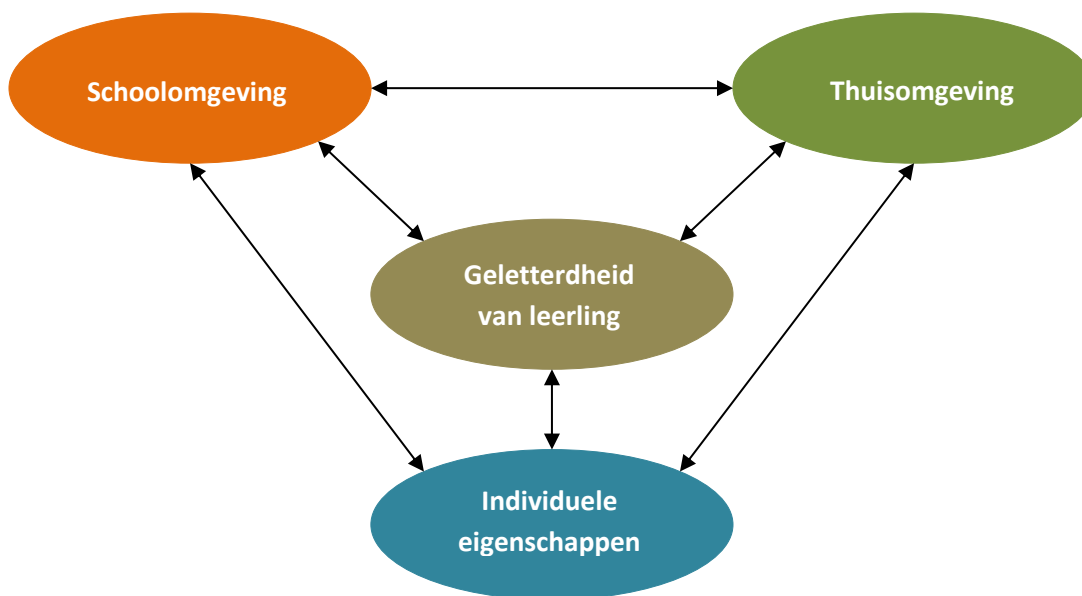 Schoolomgeving
Thuisomgeving
Geletterdheid
van leerling
Individuele
eigenschappen